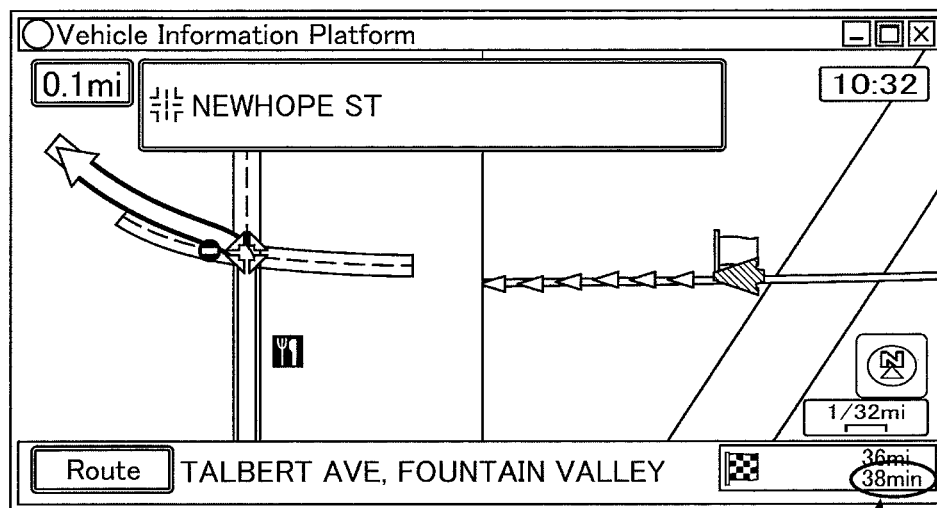 Vehicle Information Platform
0.1mi
NEWHOPE ST
10:32
N
1/32mi
Route
TALBERT AVE, FOUNTAIN VALLEY
36mi
38min